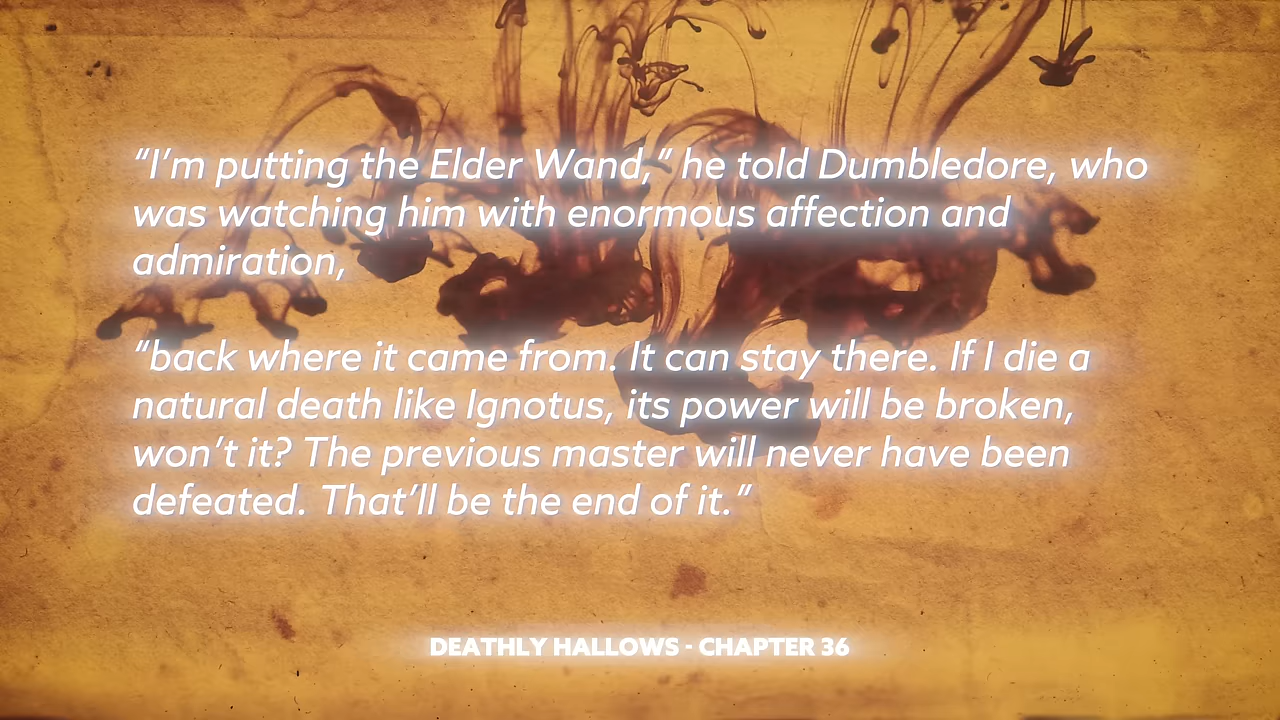 “I’m putting the Elder Wand,” he told Dumbledore, who
was watching him with enormous affection and
admiration,
“back where it came from. It can stay there. If I die a
natural death like Ignotus, its power will be broken,
won’t it? The previous master will never have been
defeated. That’ll be the end of it.”
DEATHLY HALLOWS - CHAPTER 36